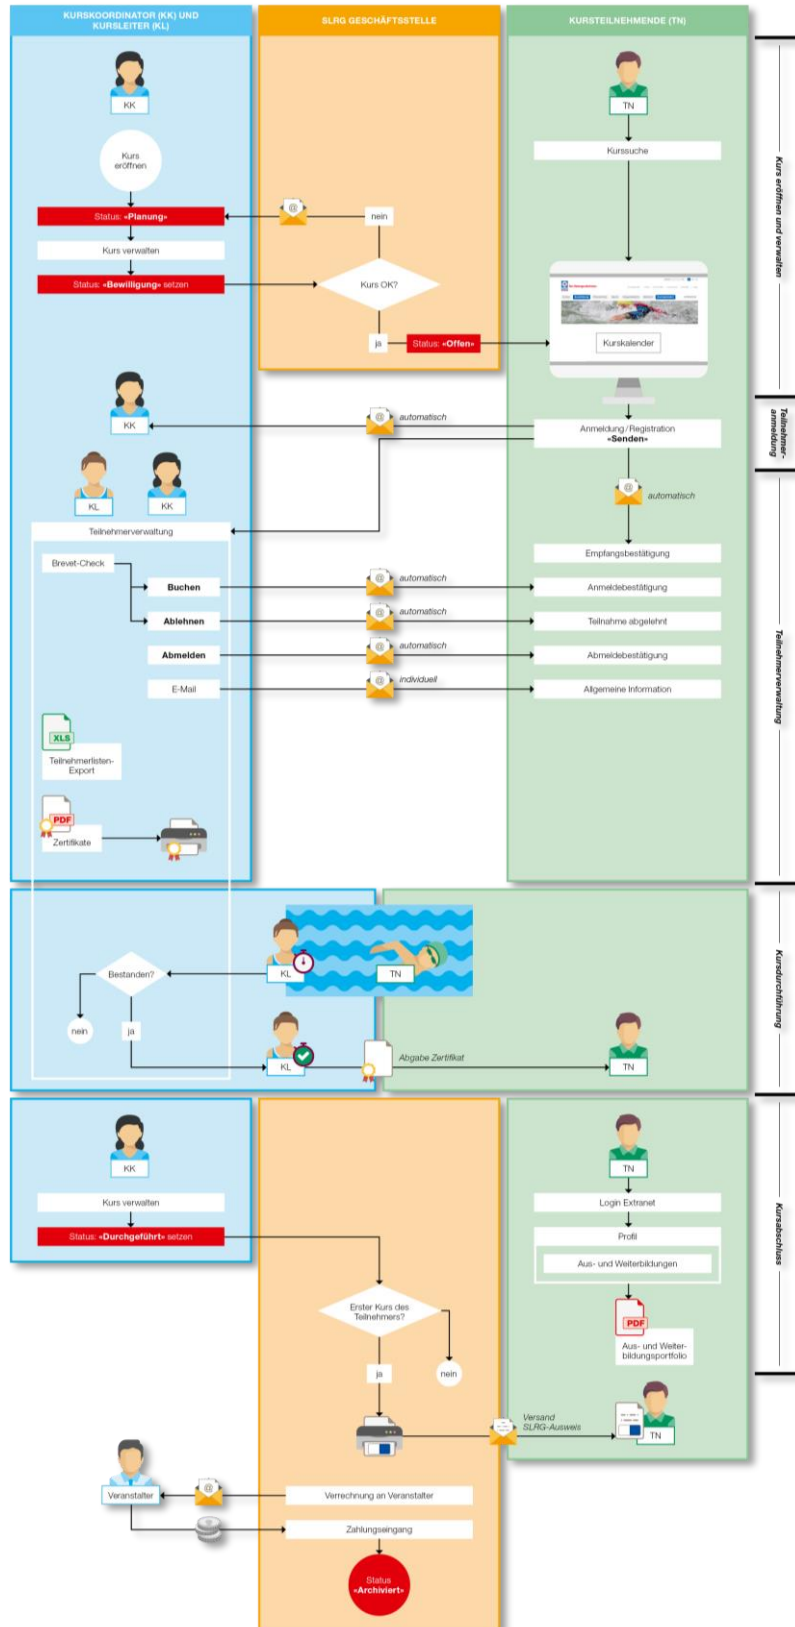 KURSKOORDINATOR (KK) UND
KURSLEITER (KL)
SLRG GESCHÄFTSSTELLE
KURSTEILNEHMENDE (TN)
KK
TN
Kurs
eröffnen
Kurssuche
Status: «Planung»
@
nein
Kurs verwalten
Status: «Bewilligung» setzen
Kurs OK?
ja
Status: «Offen»
Kurskalender
Kurs eröffnen und verwalten
KK
@
automatisch
Anmeldung/Registration
«Senden»
Teilnehmer-
anmeldung
KL
KK
@
automatisch
Teilnehmerverwaltung
Empfangsbestätigung
Brevet-Check
Buchen
@
automatisch
Anmeldebestätigung
Ablehnen
@
automatisch
Teilnahme abgelehnt
Abmelden
@
automatisch
Abmeldebestätigung
E-Mail
@
individuell
Allgemeine Information
XLS
Teilnehmerlisten-
Export
PDF
Zertifikate
Teilnehmerverwaltung
Bestanden?
KL
TN
nein
ja
KL
Abgabe Zertifikat
TN
Kursdurchführung
KK
TN
Kurs verwalten
Login Extranet
Status: «Durchgeführt» setzen
Profil
Aus- und Weiterbildungen
Erster Kurs des
Teilnehmers?
PDF
Aus- und Weiter-
bildungsportfolio
ja
nein
Kursabschluss
Versand
SLRG-Ausweis
TN
Veranstalter
@
Verrechnung an Veranstalter
Zahlungseingang
Status
«Archiviert»